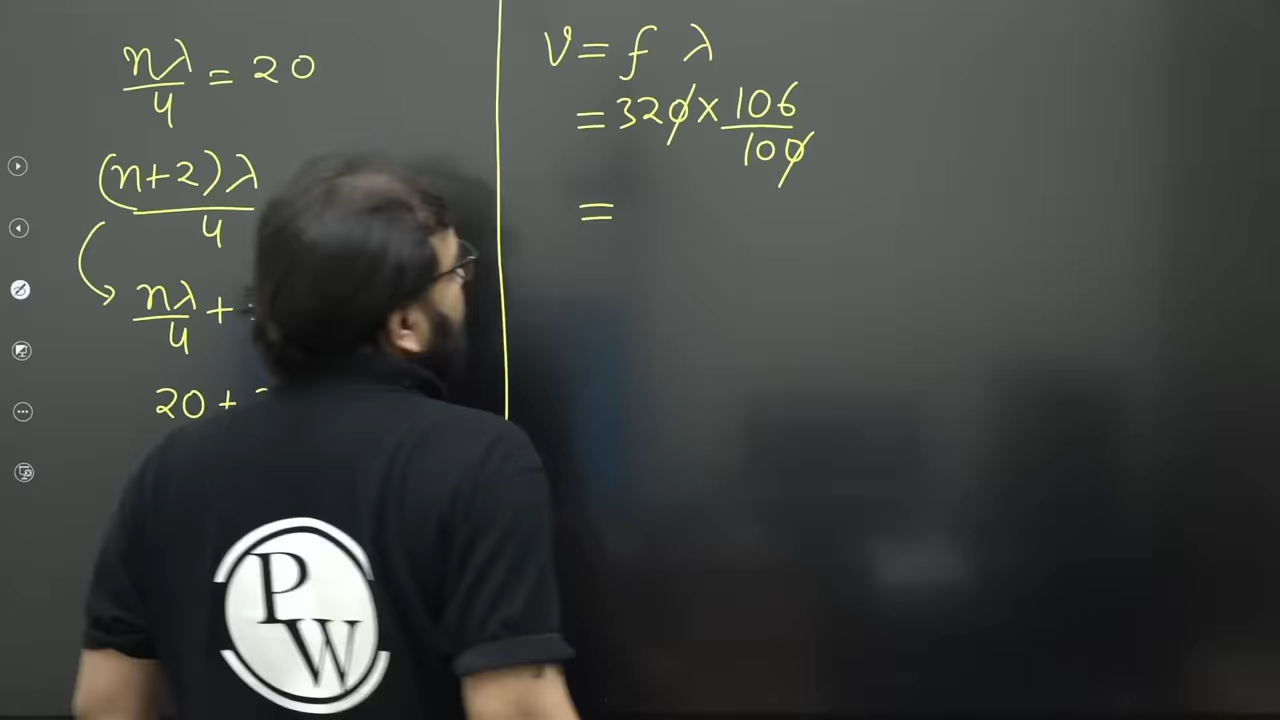 nλ/4 = 20
(n+2)λ/4
nλ/4 +
20 +
V = f λ
= 320 × 106/100
=
PW